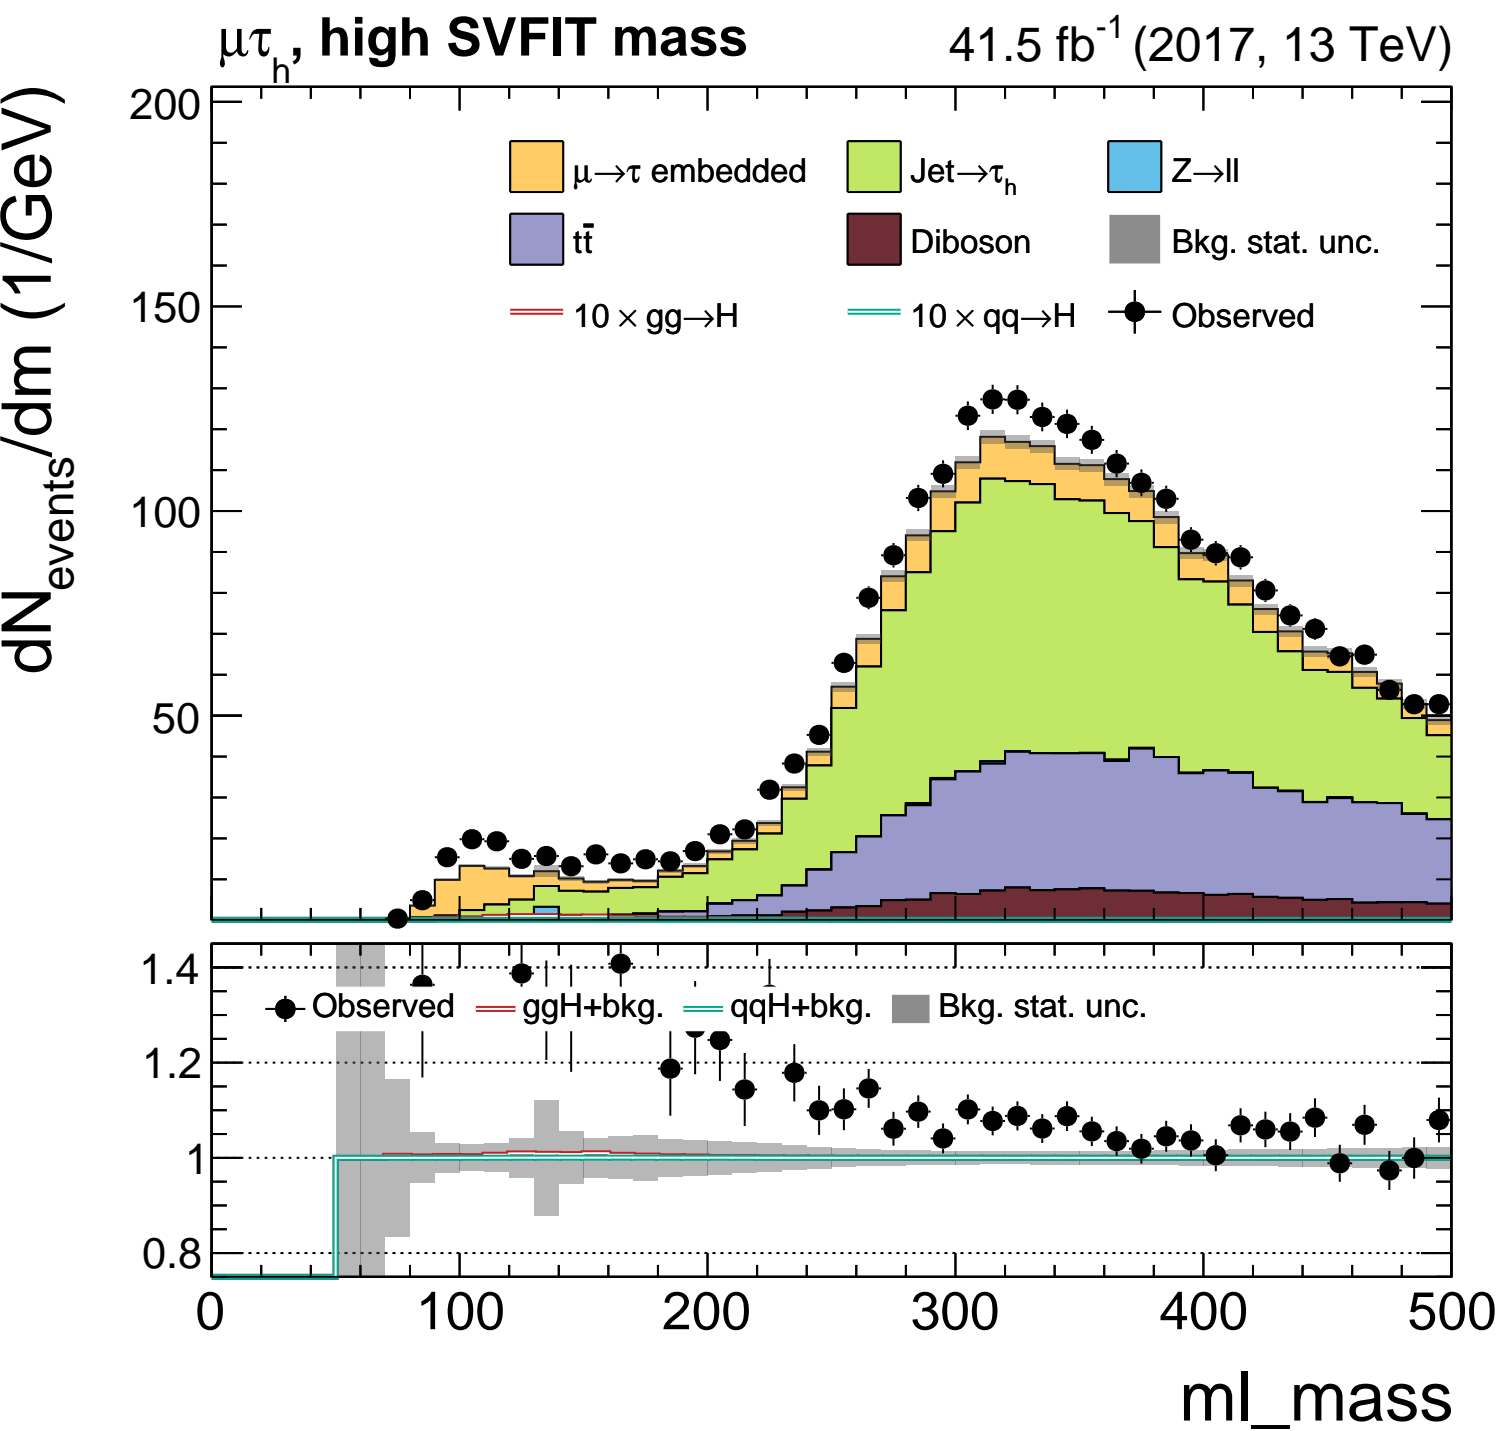 μτh, high SVFIT mass 41.5 fb-1 (2017, 13 TeV)
dNevents/dm (1/GeV)
200
150
100
50
μ→τ embedded Jet→τh Z→ll
tt̄ Diboson Bkg. stat. unc.
10 × gg→H 10 × qq→H Observed
1.4
1.2
1
0.8
Observed ggH+bkg. qqH+bkg. Bkg. stat. unc.
0 100 200 300 400 500
ml_mass